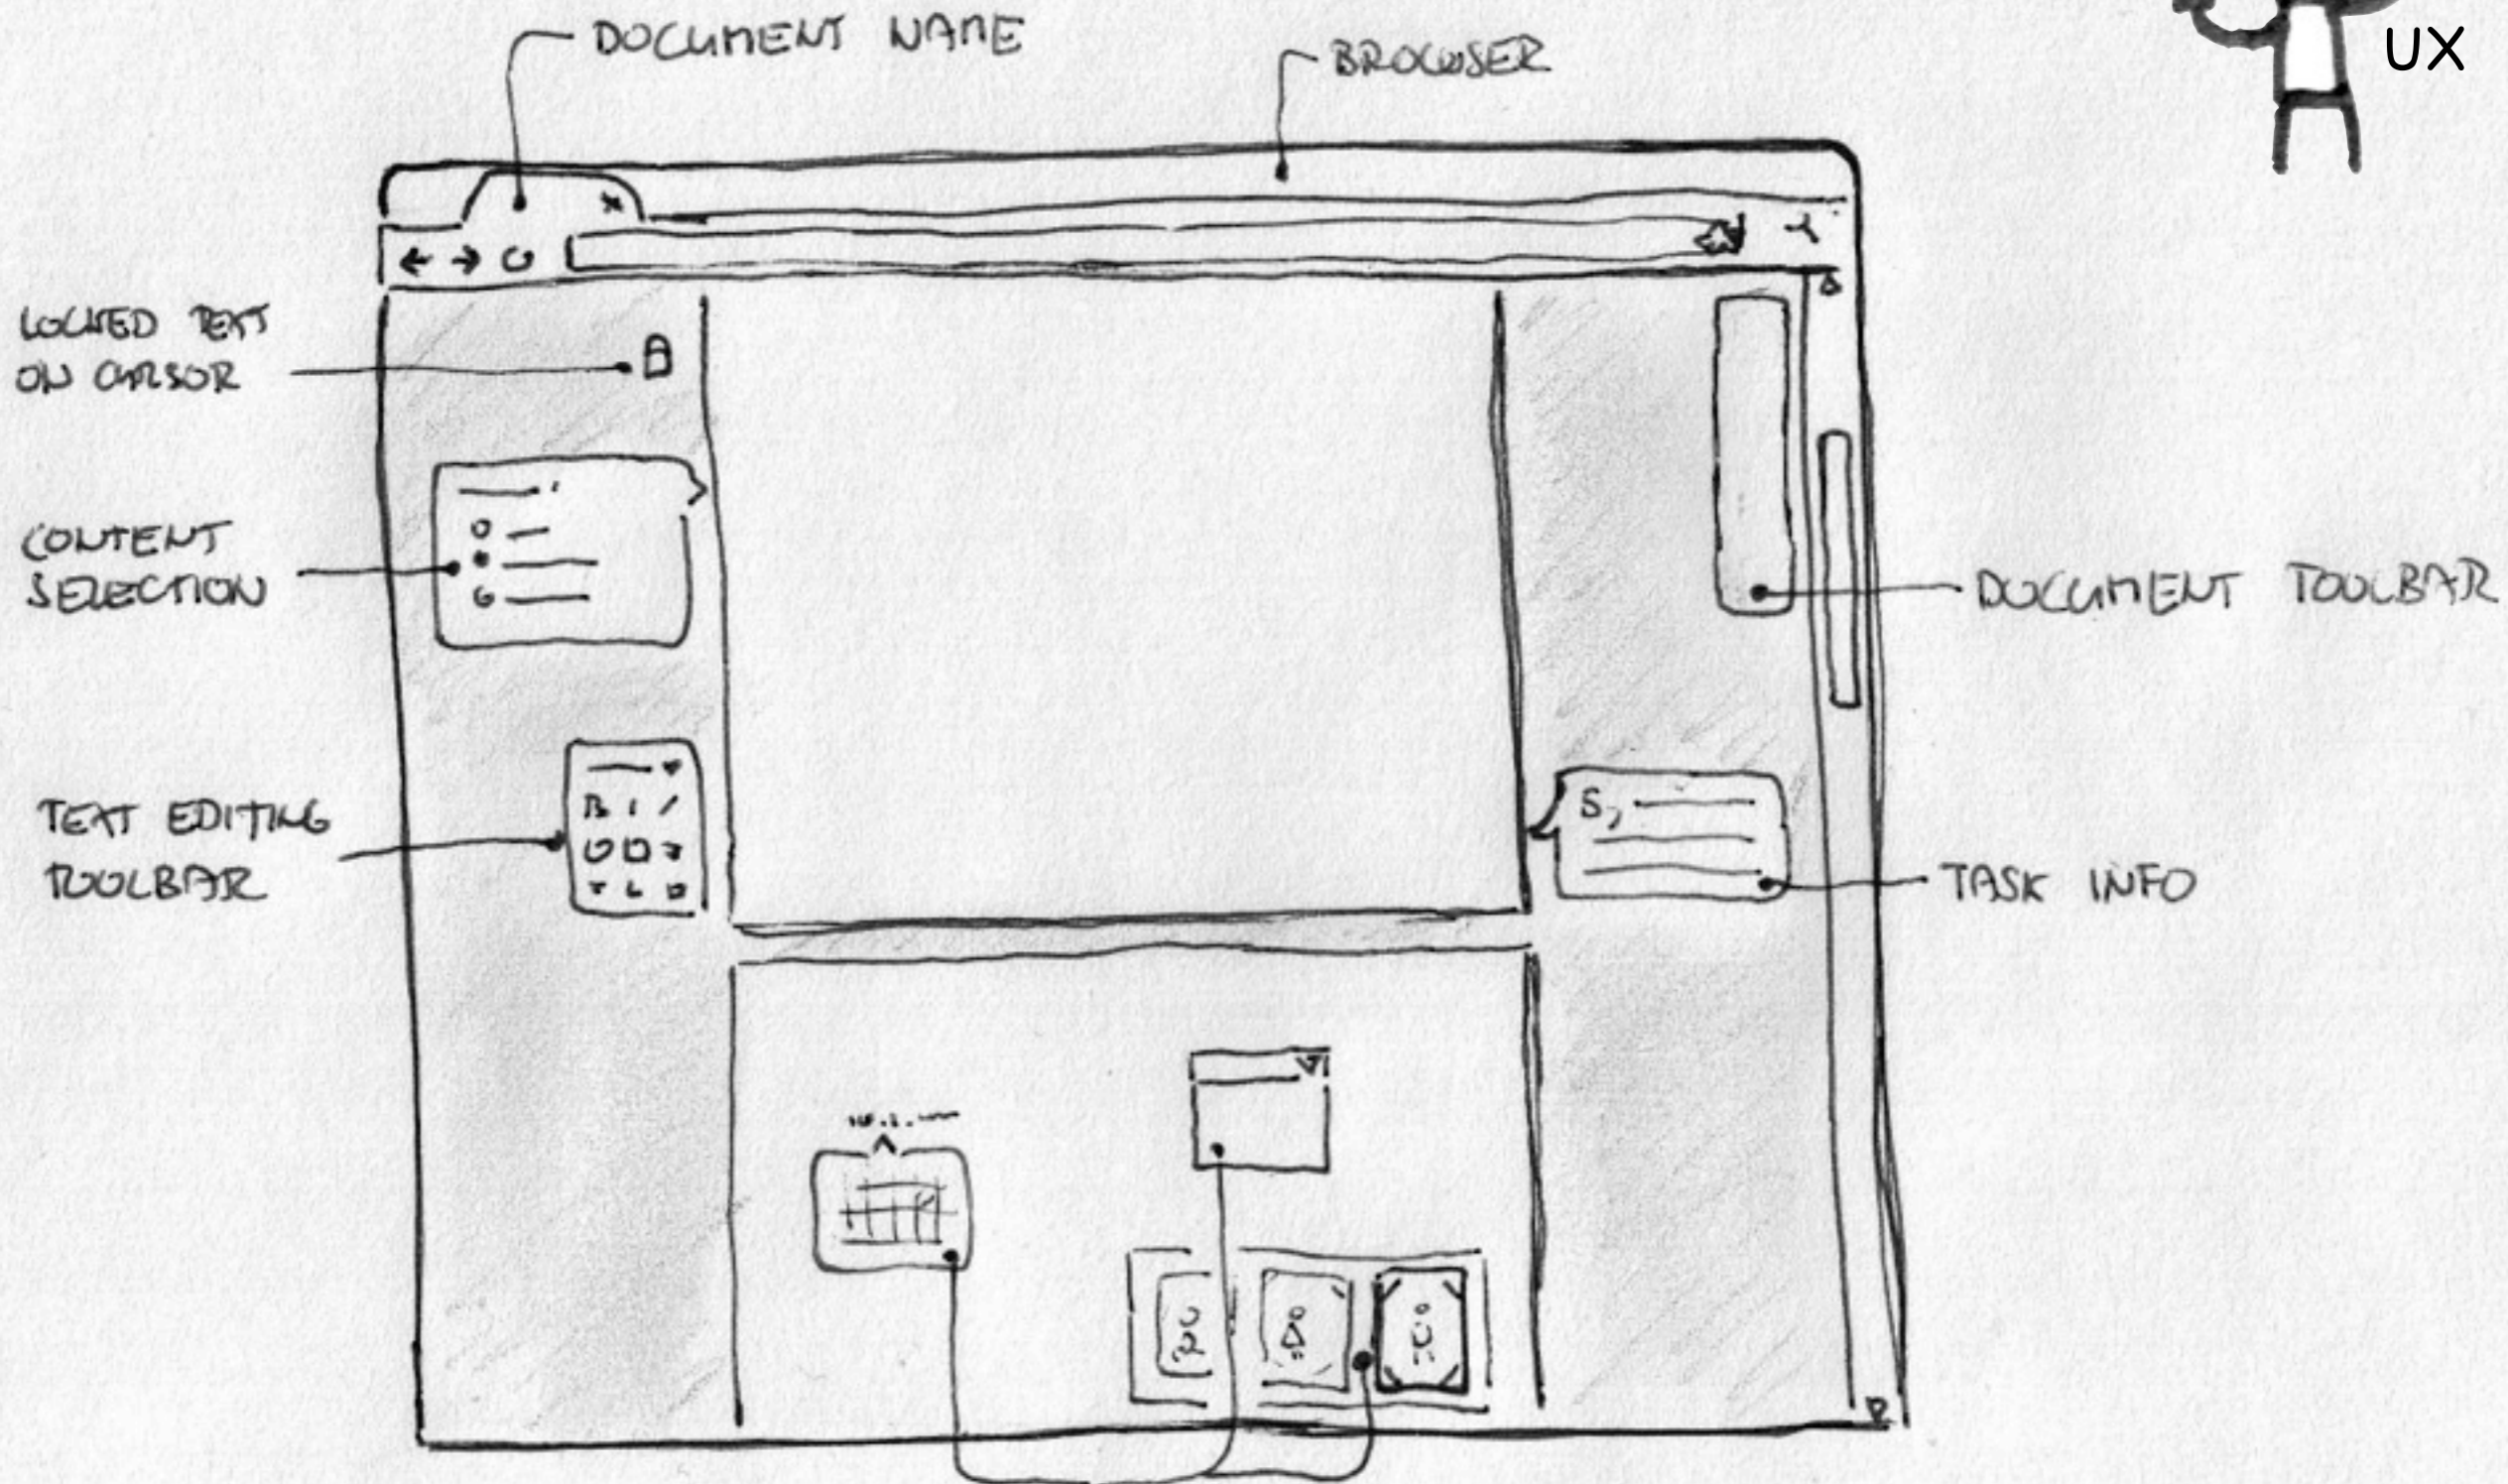 DOCUMENT NAME
BROWSER
UX
LOCKED TEXT
ON CURSOR
CONTENT
SELECTION
DOCUMENT TOOLBAR
TEXT EDITING
TOOLBAR
B I /
S,
TASK INFO